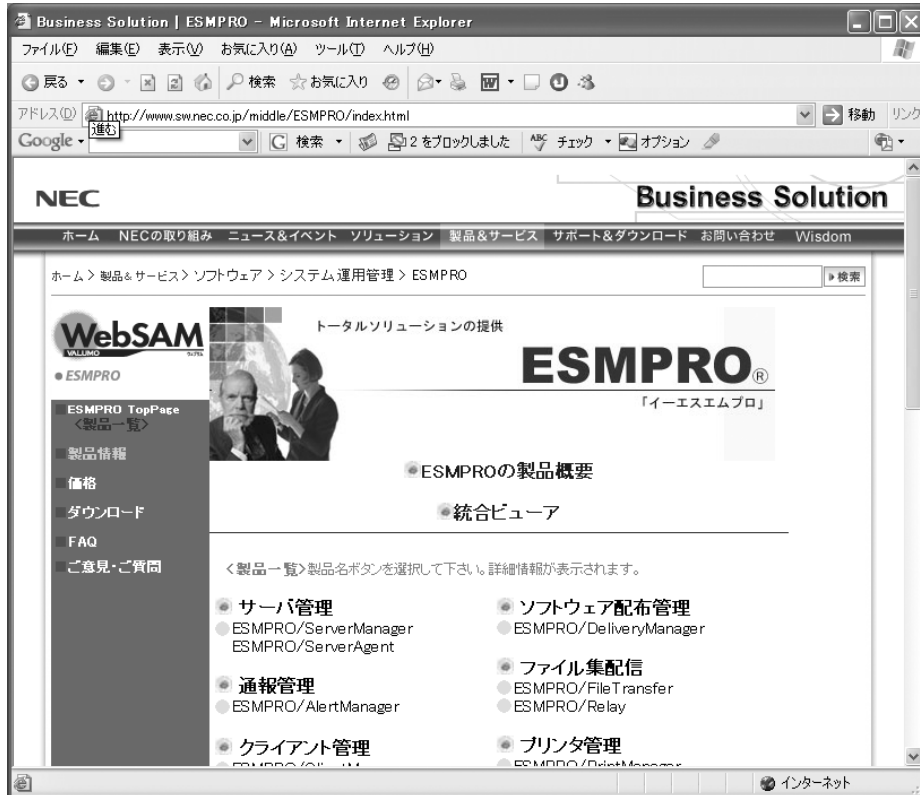 Business Solution | ESMPRO - Microsoft Internet Explorer
ファイル(F) 編集(E) 表示(V) お気に入り(A) ツール(T) ヘルプ(H)
戻る 検索 お気に入り
アドレス(D) http://www.sw.nec.co.jp/middle/ESMPRO/index.html 移動 リンク
進む
Google 検索 2 をブロックしました ABC チェック オプション
NEC Business Solution
ホーム NECの取り組み ニュース&イベント ソリューション 製品&サービス サポート&ダウンロード お問い合わせ Wisdom
ホーム > 製品&サービス > ソフトウェア > システム運用管理 > ESMPRO 検索
WebSAM
VALUMO
ESMPRO
トータルソリューションの提供
ESMPRO®
「イーエスエムプロ」
ESMPRO TopPage
<製品一覧>
製品情報
価格
ダウンロード
FAQ
ご意見・ご質問
ESMPROの製品概要
統合ビューア
<製品一覧>製品名ボタンを選択して下さい。詳細情報が表示されます。
サーバ管理
ESMPRO/ServerManager
ESMPRO/ServerAgent
通報管理
ESMPRO/AlertManager
クライアント管理
ソフトウェア配布管理
ESMPRO/DeliveryManager
ファイル集配信
ESMPRO/FileTransfer
ESMPRO/Relay
プリンタ管理
ESMPRO/PrintManager
インターネット